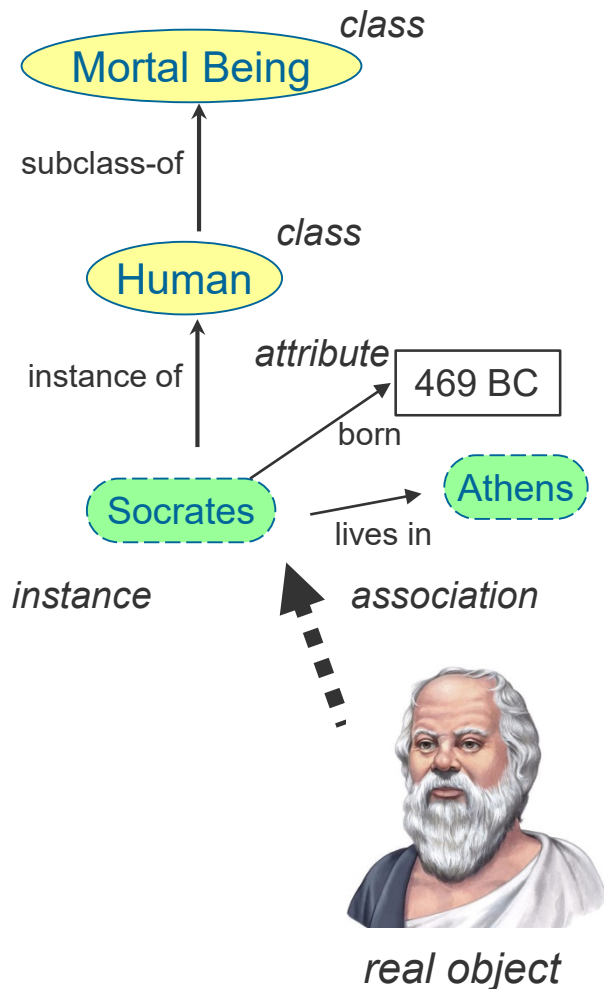 class
Mortal Being
subclass-of
class
Human
attribute
instance of
469 BC
born
Athens
Socrates
lives in
instance
association
real object